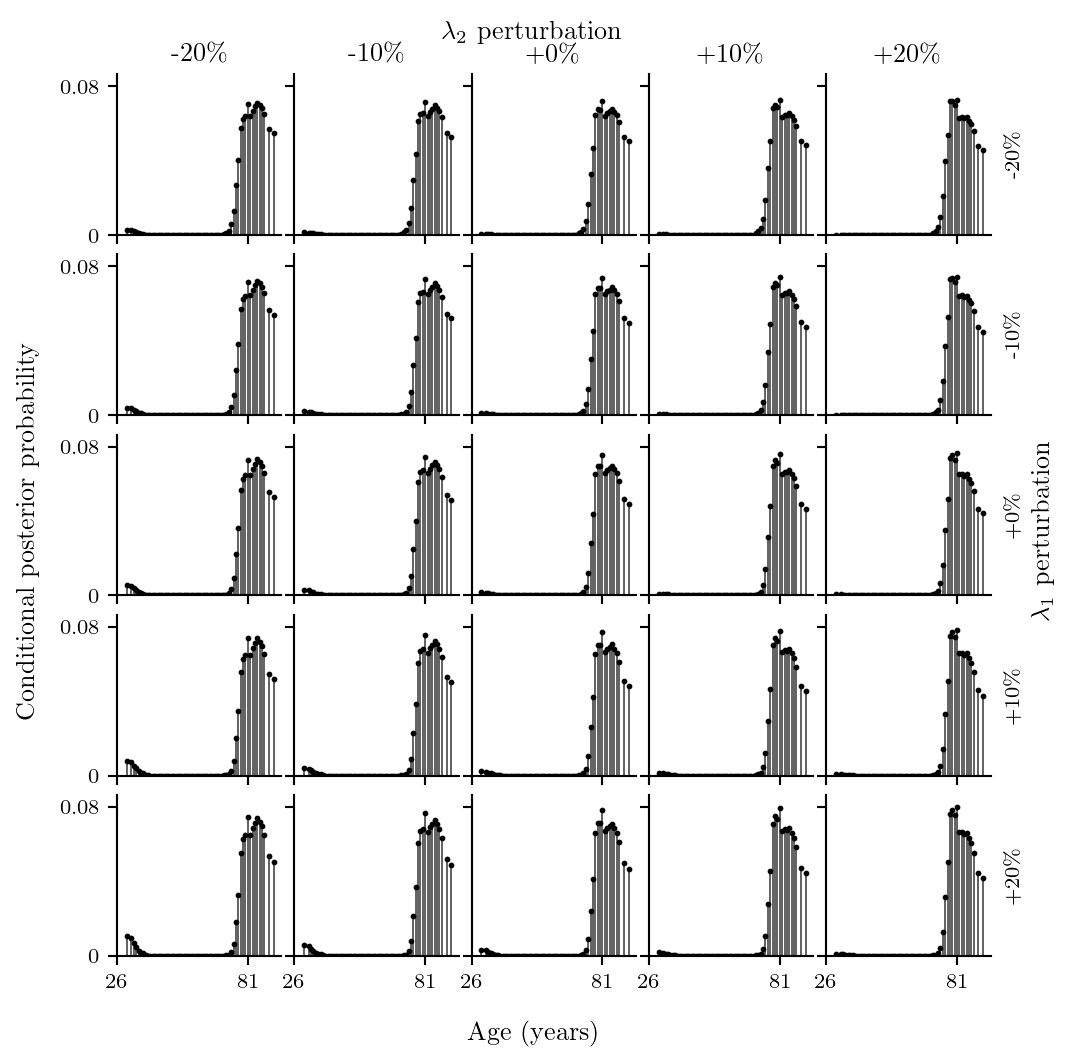 λ₂ perturbation
-20% -10% +0% +10% +20%
0.08
0
-20%
0.08
0
-10%
0.08
0
+0%
0.08
0
+10%
0.08
0
+20%
26 81 26 81 26 81 26 81 26 81
Age (years)
Conditional posterior probability
λ₁ perturbation